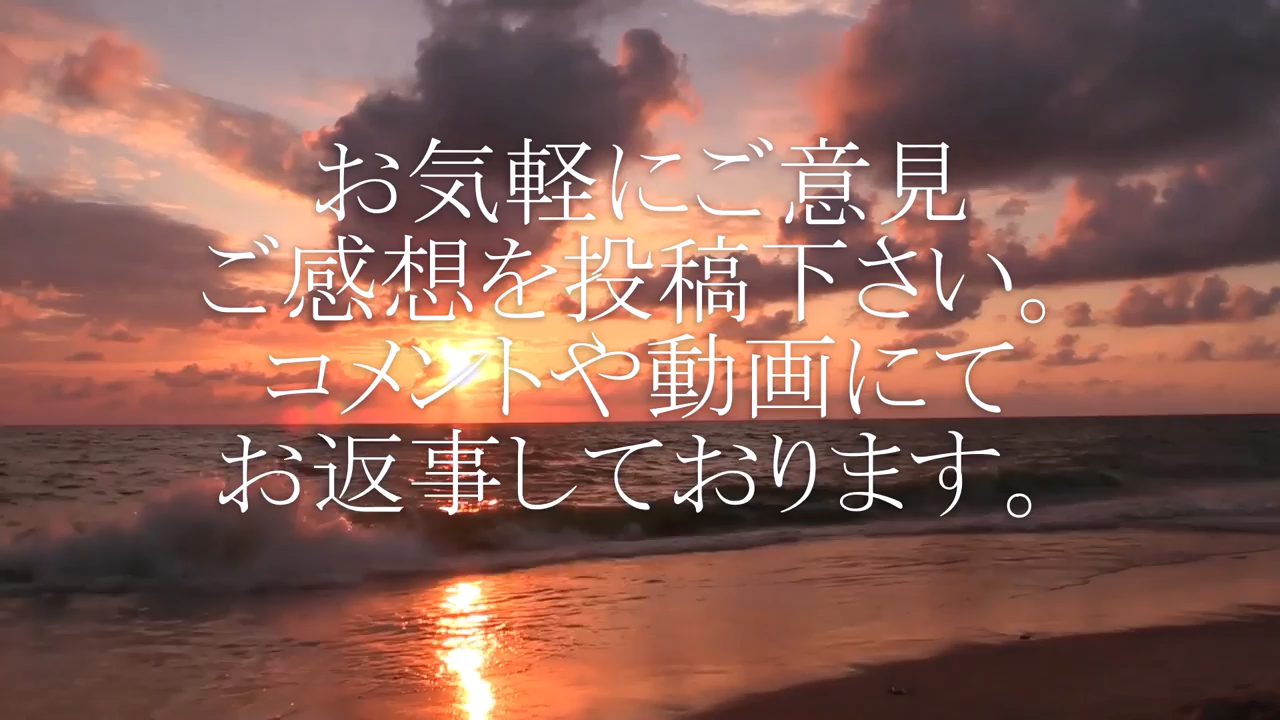 お気軽にご意見
ご感想を投稿下さい。
コメントや動画にて
お返事しております。